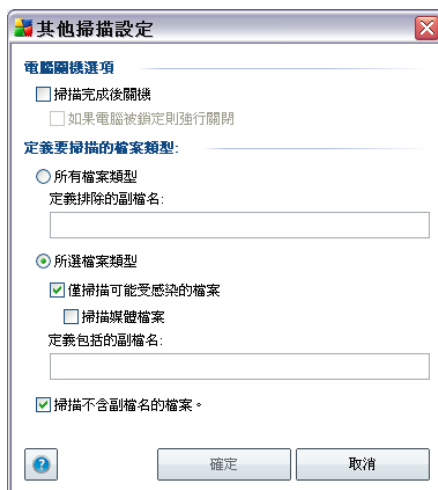 其他掃描設定
電腦關機選項
掃描完成後關機
如果電腦被鎖定則強行關閉
定義要掃描的檔案類型:
所有檔案類型
定義排除的副檔名:
所選檔案類型
僅掃描可能受感染的檔案
掃描媒體檔案
定義包括的副檔名:
掃描不含副檔名的檔案。
? 確定 取消